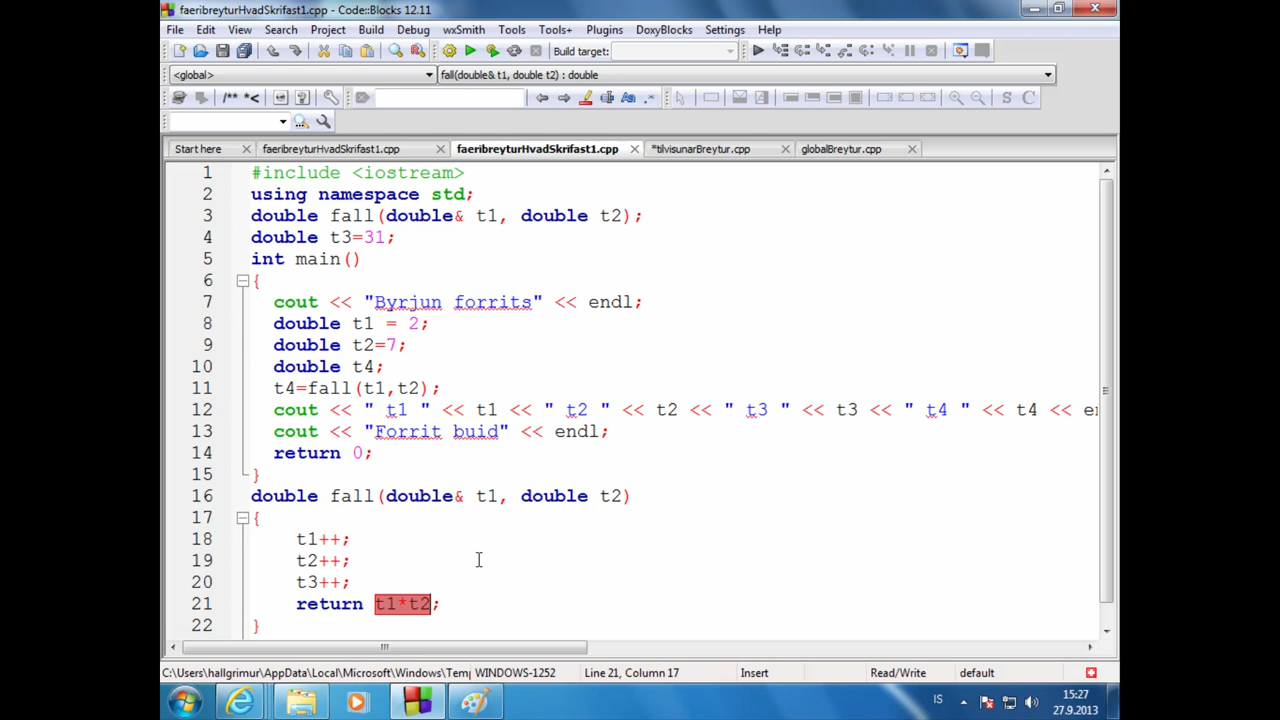 faeribreyturHvadSkrifast1.cpp - Code::Blocks 12.11
File Edit View Search Project Build Debug wxSmith Tools Tools+ Plugins DoxyBlocks Settings Help
Build target:
<global> fall(double& t1, double t2) : double
/** *<
Start here faeribreyturHvadSkrifast1.cpp faeribreyturHvadSkrifast1.cpp *tilvisunarBreytur.cpp globalBreytur.cpp
1 #include <iostream>
2 using namespace std;
3 double fall(double& t1, double t2);
4 double t3=31;
5 int main()
6 {
7 cout << "Byrjun forrits" << endl;
8 double t1 = 2;
9 double t2=7;
10 double t4;
11 t4=fall(t1,t2);
12 cout << " t1 " << t1 << " t2 " << t2 << " t3 " << t3 << " t4 " << t4 << en
13 cout << "Forrit buid" << endl;
14 return 0;
15 }
16 double fall(double& t1, double t2)
17 {
18 t1++;
19 t2++;
20 t3++;
21 return t1*t2;
22 }
C:\Users\hallgrimur\AppData\Local\Microsoft\Windows\Tem WINDOWS-1252 Line 21, Column 17 Insert Read/Write default
IS 15:27
27.9.2013